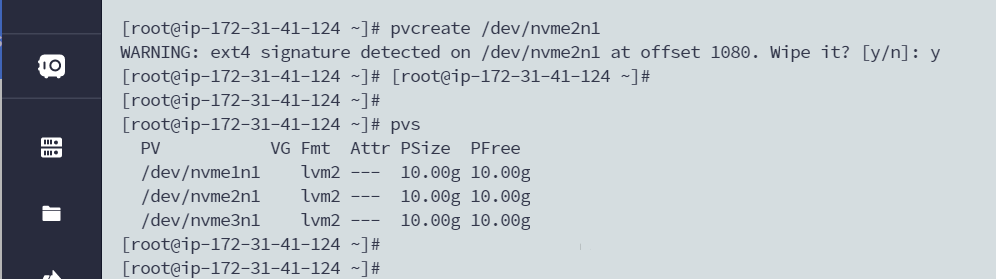 [root@ip-172-31-41-124 ~]# pvcreate /dev/nvme2n1
WARNING: ext4 signature detected on /dev/nvme2n1 at offset 1080. Wipe it? [y/n]: y
[root@ip-172-31-41-124 ~]# [root@ip-172-31-41-124 ~]#
[root@ip-172-31-41-124 ~]#
[root@ip-172-31-41-124 ~]# pvs
  PV           VG Fmt  Attr PSize  PFree
  /dev/nvme1n1    lvm2 ---  10.00g 10.00g
  /dev/nvme2n1    lvm2 ---  10.00g 10.00g
  /dev/nvme3n1    lvm2 ---  10.00g 10.00g
[root@ip-172-31-41-124 ~]#
[root@ip-172-31-41-124 ~]#